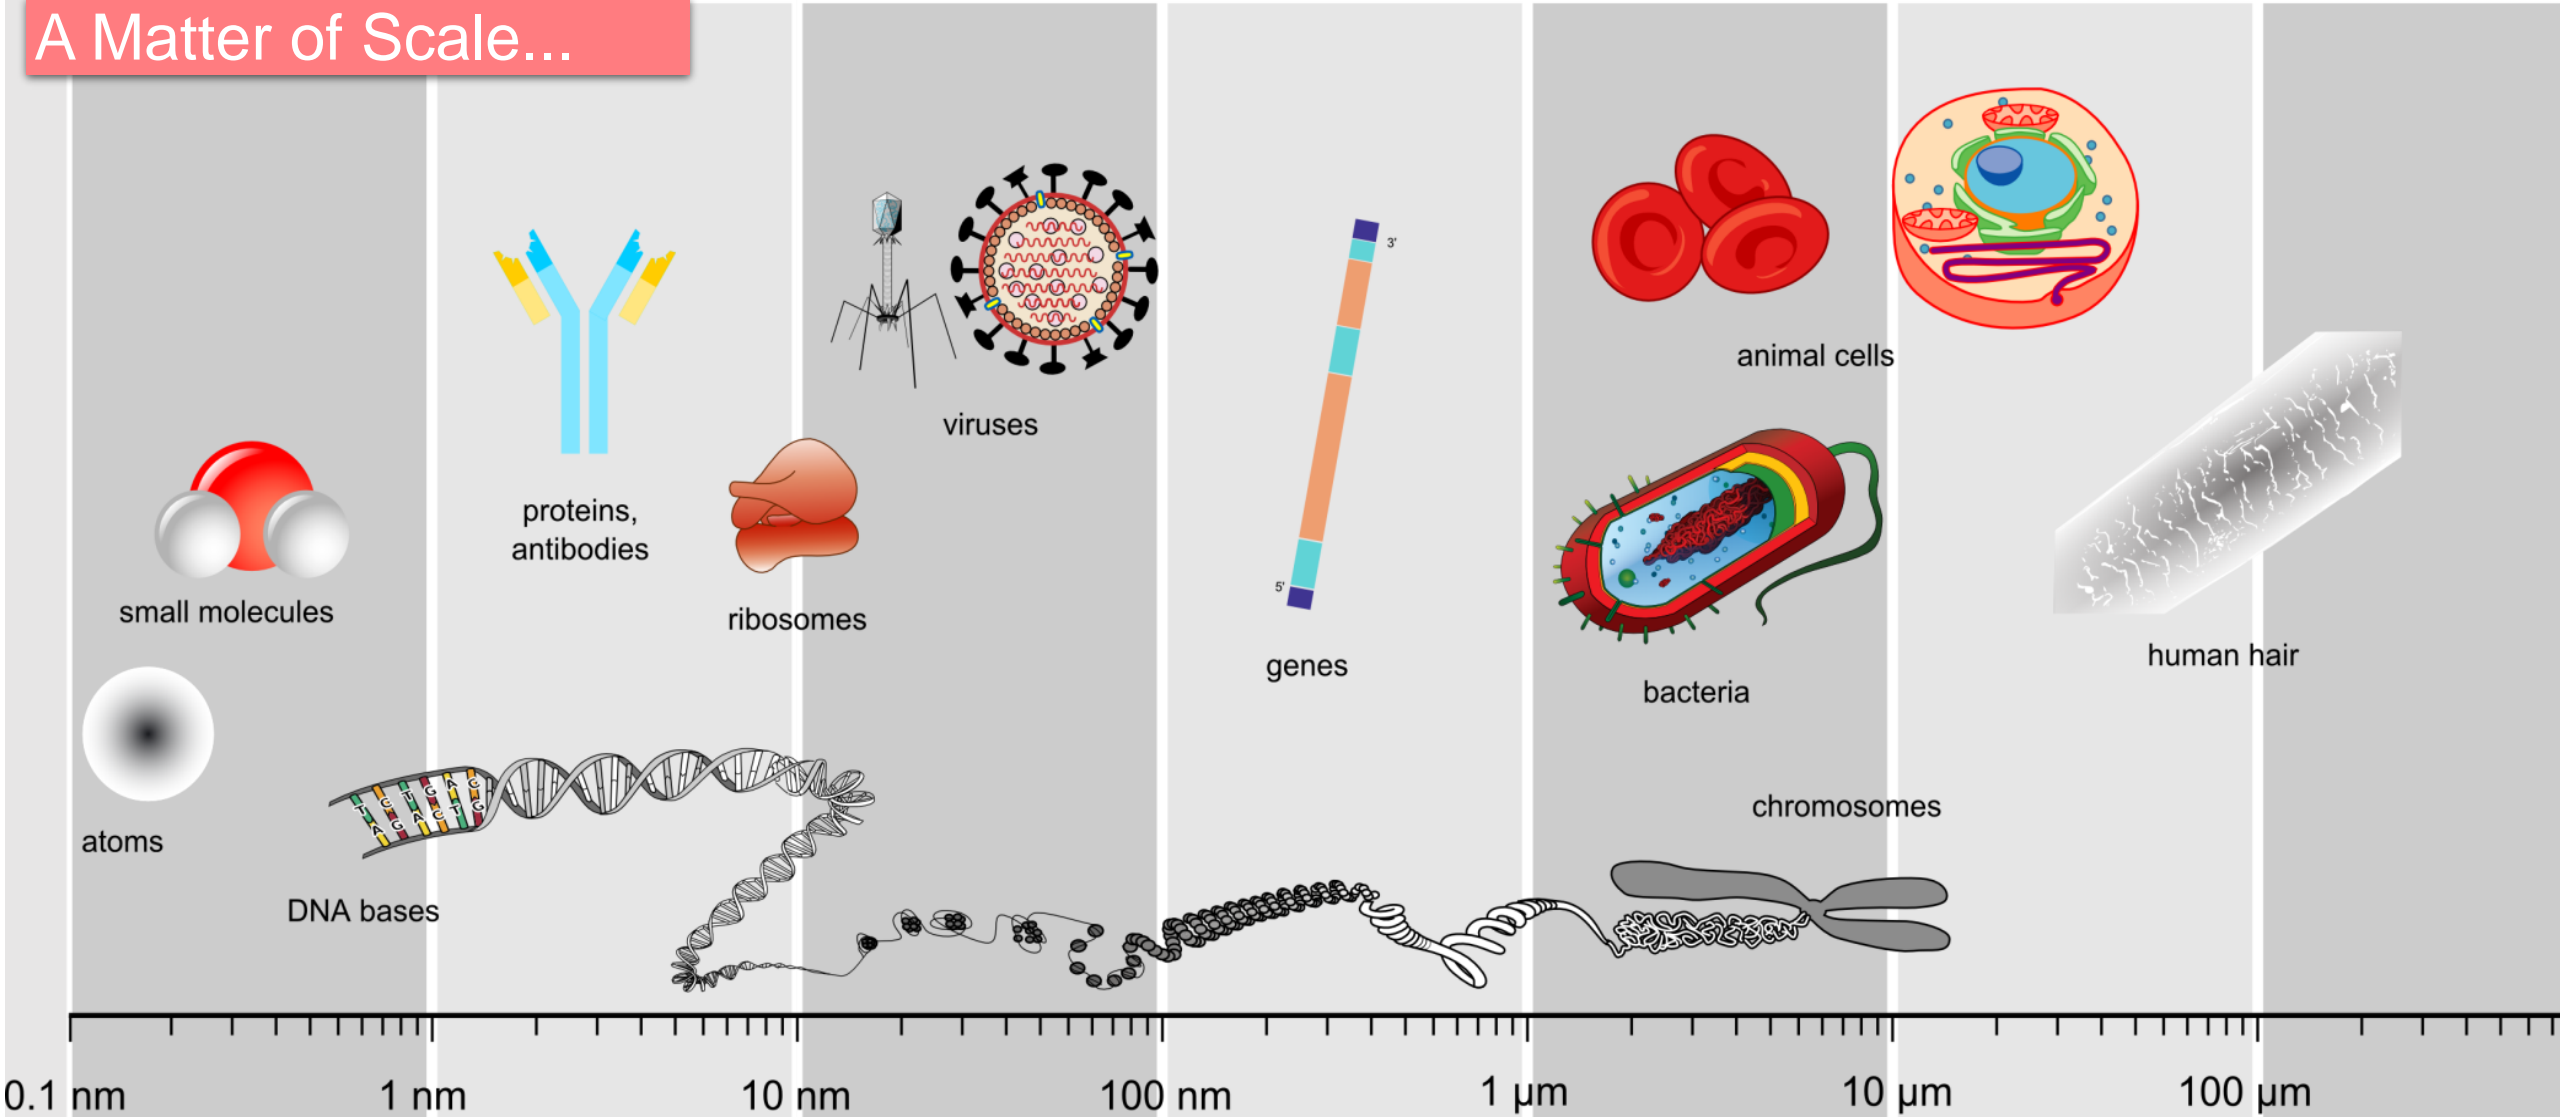 A Matter of Scale...
3'
animal cells
viruses
proteins,
antibodies
5'
small molecules
ribosomes
genes
human hair
bacteria
T C T G A C
A G A C T G
chromosomes
atoms
DNA bases
0.1 nm
1 nm
10 nm
100 nm
1 µm
10 µm
100 µm